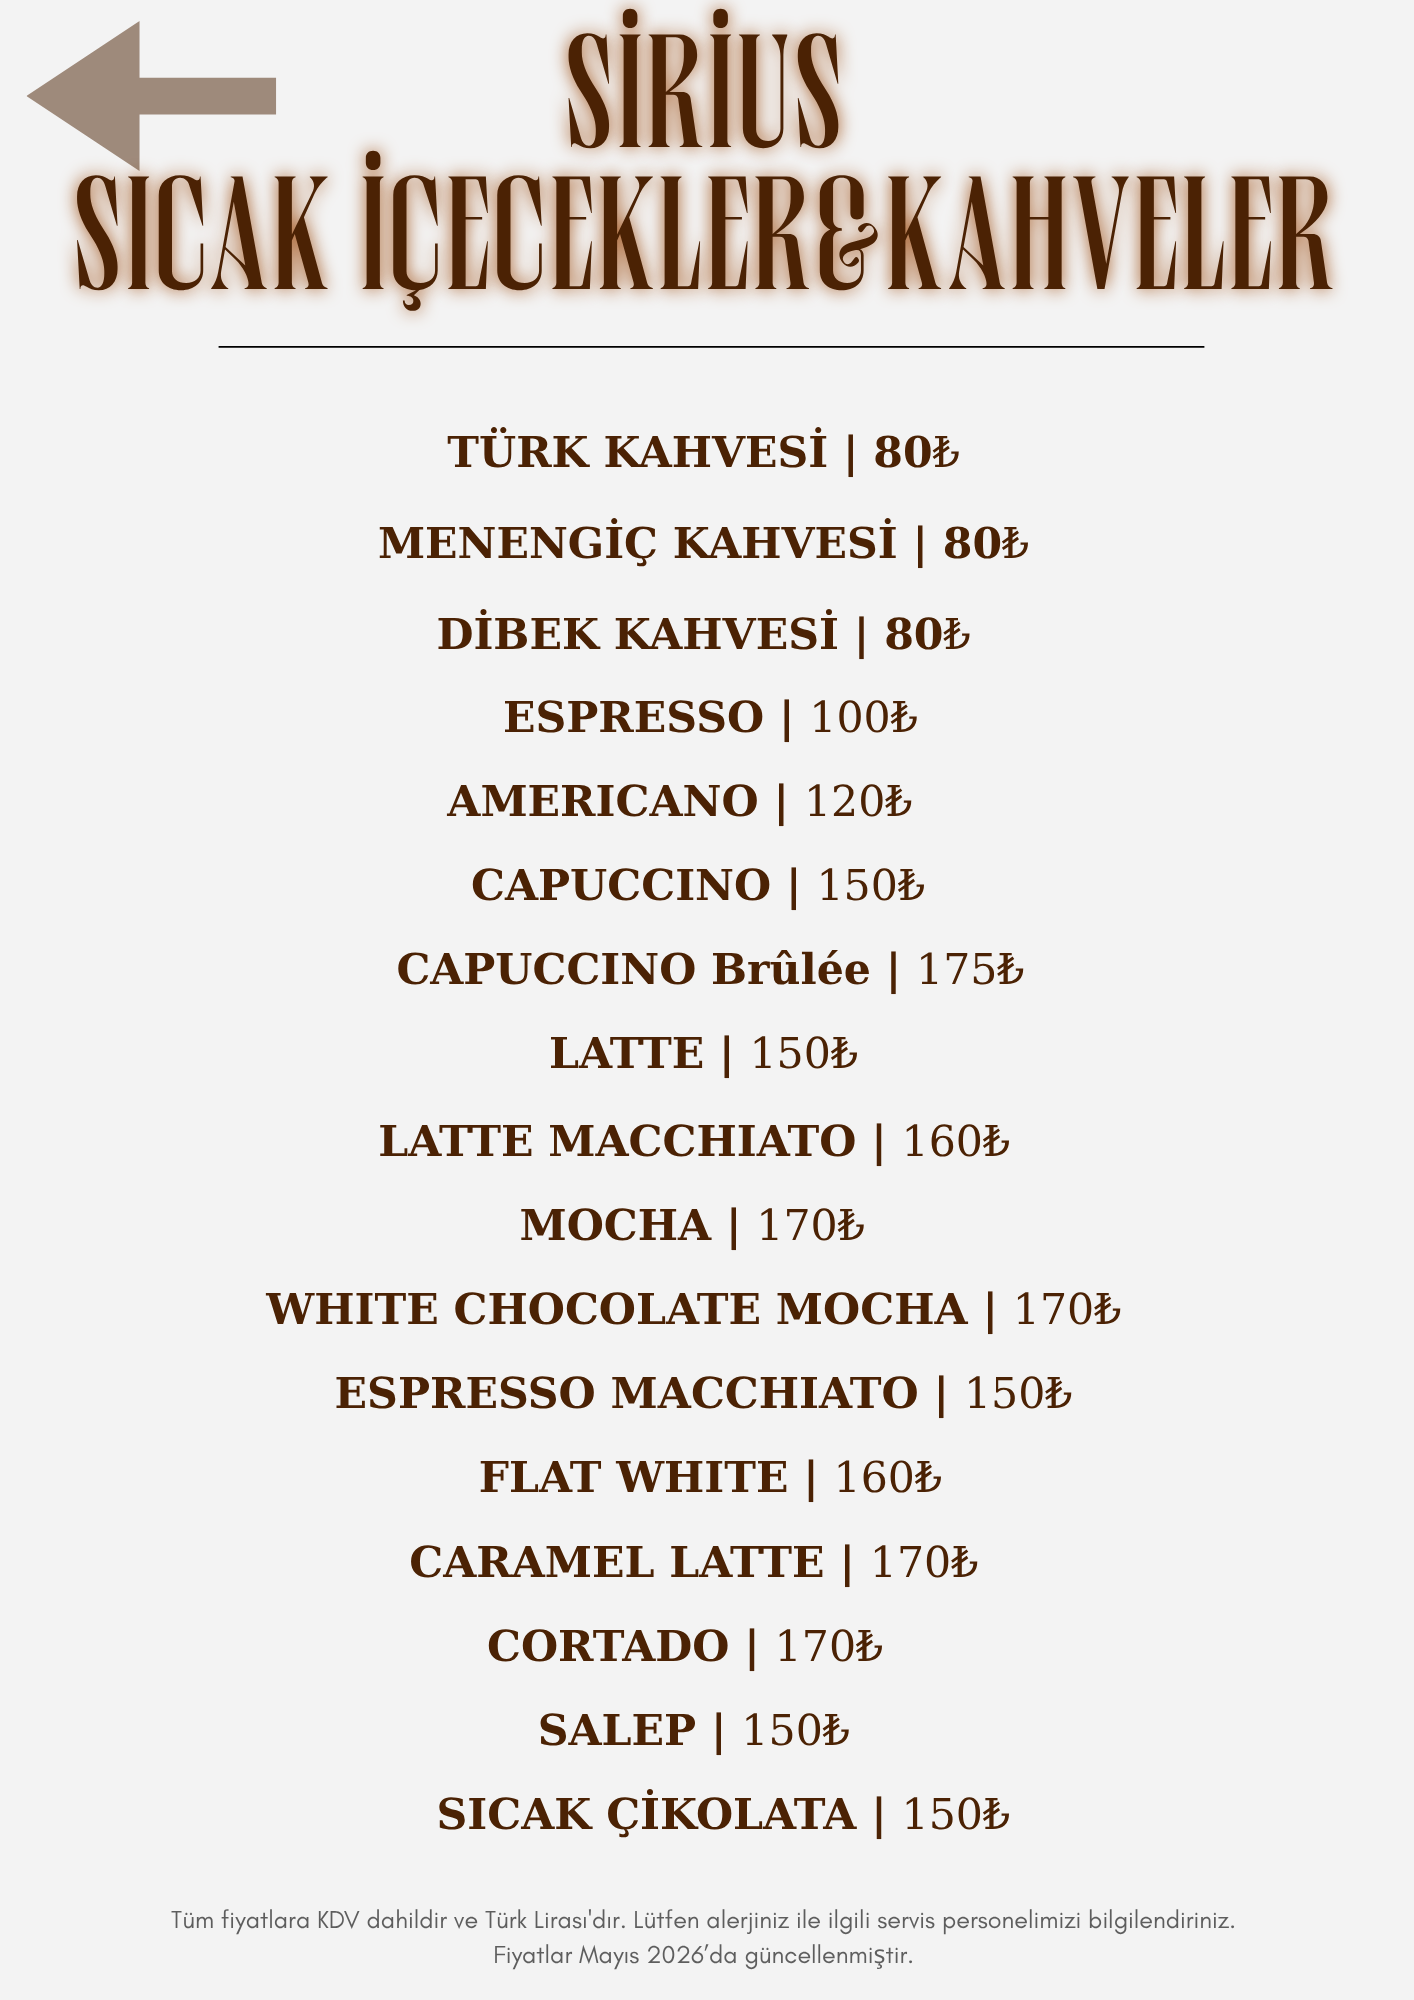 SİRİUS
SICAK İÇECEKLER&KAHVELER
TÜRK KAHVESİ | 80₺
MENENGİÇ KAHVESİ | 80₺
DİBEK KAHVESİ | 80₺
ESPRESSO | 100₺
AMERICANO | 120₺
CAPUCCINO | 150₺
CAPUCCINO Brûlée | 175₺
LATTE | 150₺
LATTE MACCHIATO | 160₺
MOCHA | 170₺
WHITE CHOCOLATE MOCHA | 170₺
ESPRESSO MACCHIATO | 150₺
FLAT WHITE | 160₺
CARAMEL LATTE | 170₺
CORTADO | 170₺
SALEP | 150₺
SICAK ÇİKOLATA | 150₺
Tüm fiyatlara KDV dahildir ve Türk Lirası'dır. Lütfen alerjiniz ile ilgili servis personelimizi bilgilendiriniz.
Fiyatlar Mayıs 2026’da güncellenmiştir.